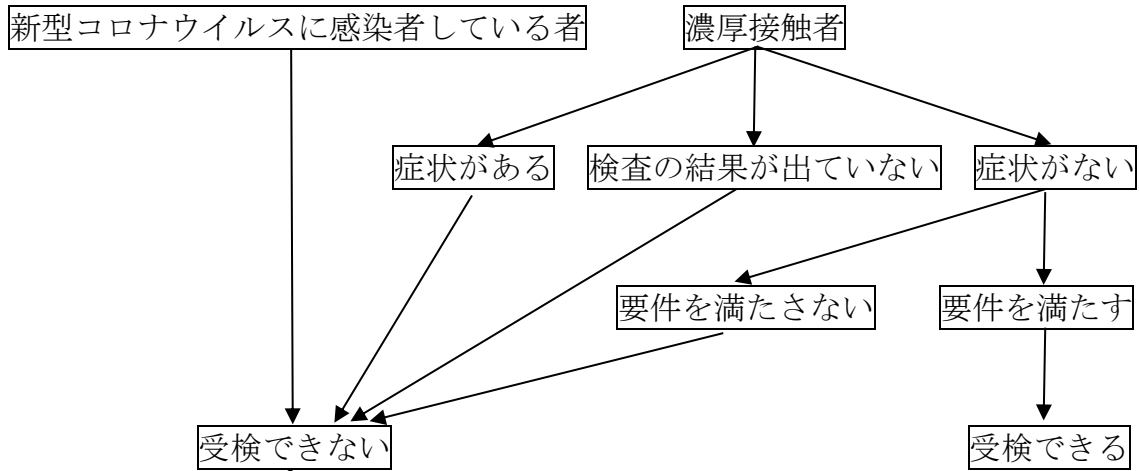 新型コロナウイルスに感染者している者
濃厚接触者
症状がある
検査の結果が出ていない
症状がない
要件を満たさない
要件を満たす
受検できない
受検できる